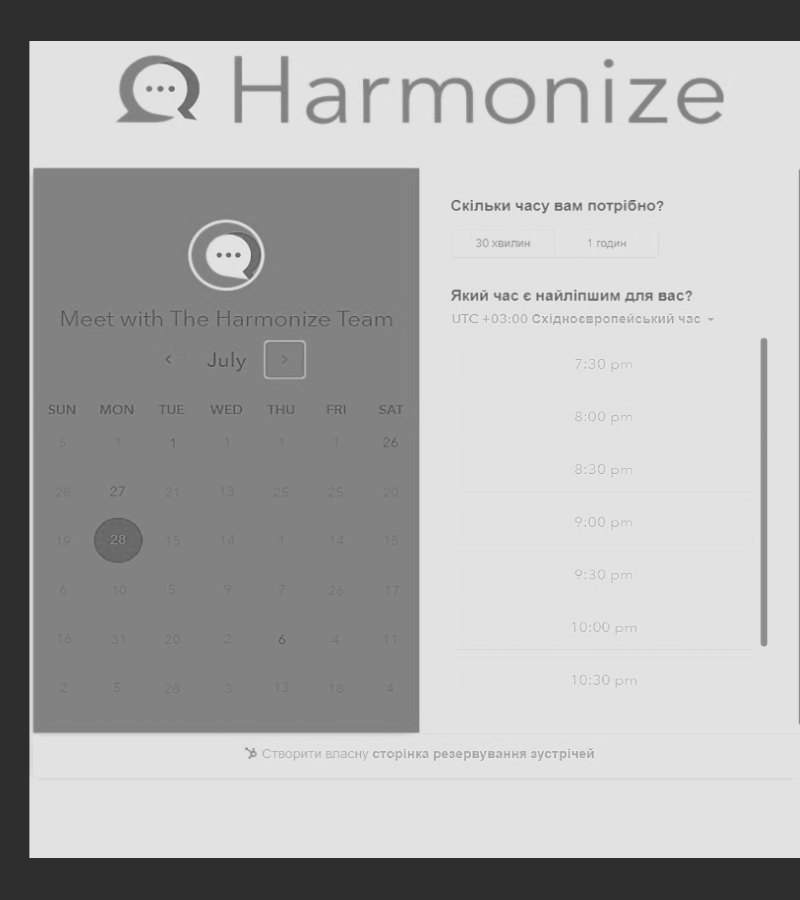 Harmonize
Meet with The Harmonize Team
July
SUN MON TUE WED THU FRI SAT
5 1 1 1 1 1 26
28 27 21 13 25 25 20
19 28 15 14 1 14 15
6 10 5 9 7 26 17
16 31 20 2 6 4 11
2 5 28 3 13 18 4
Скільки часу вам потрібно?
30 хвилин 1 годин
Який час є найліпшим для вас?
UTC +03:00 Східноєвропейський час
7:30 pm
8:00 pm
8:30 pm
9:00 pm
9:30 pm
10:00 pm
10:30 pm
Створити власну сторінка резервування зустрічей